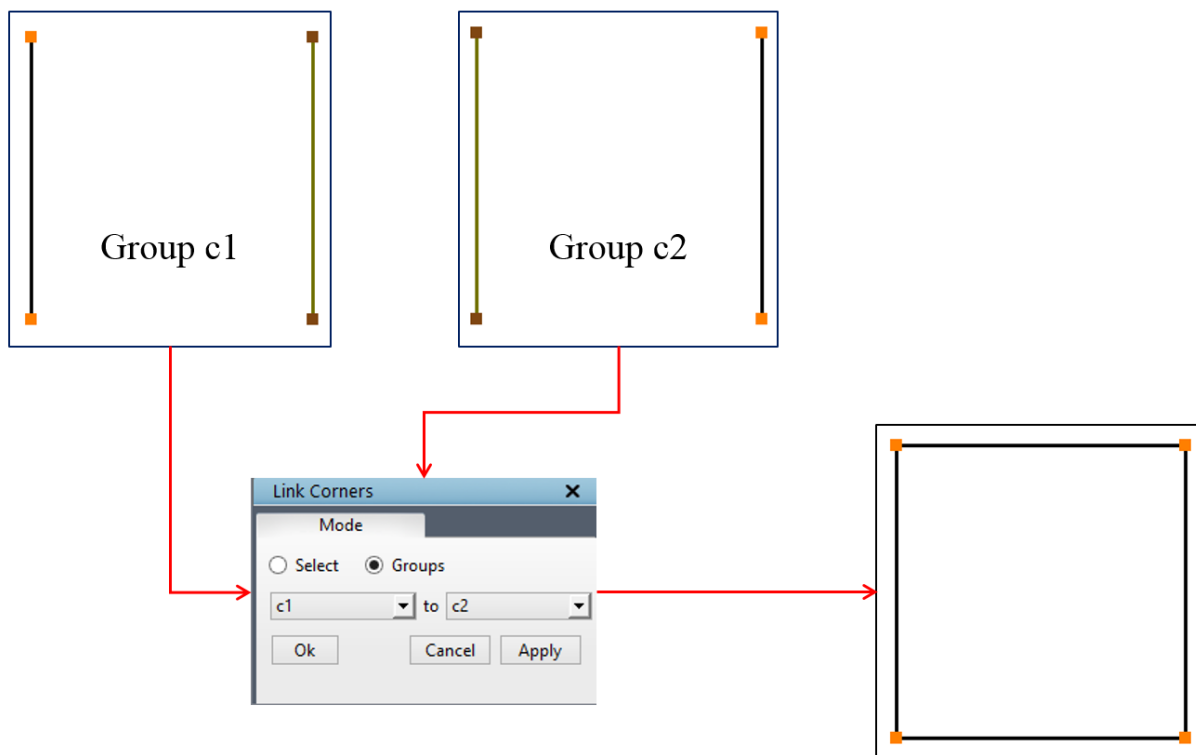 Group c1
Group c2
Link Corners
Mode
Select
Groups
c1 to c2
Ok
Cancel
Apply